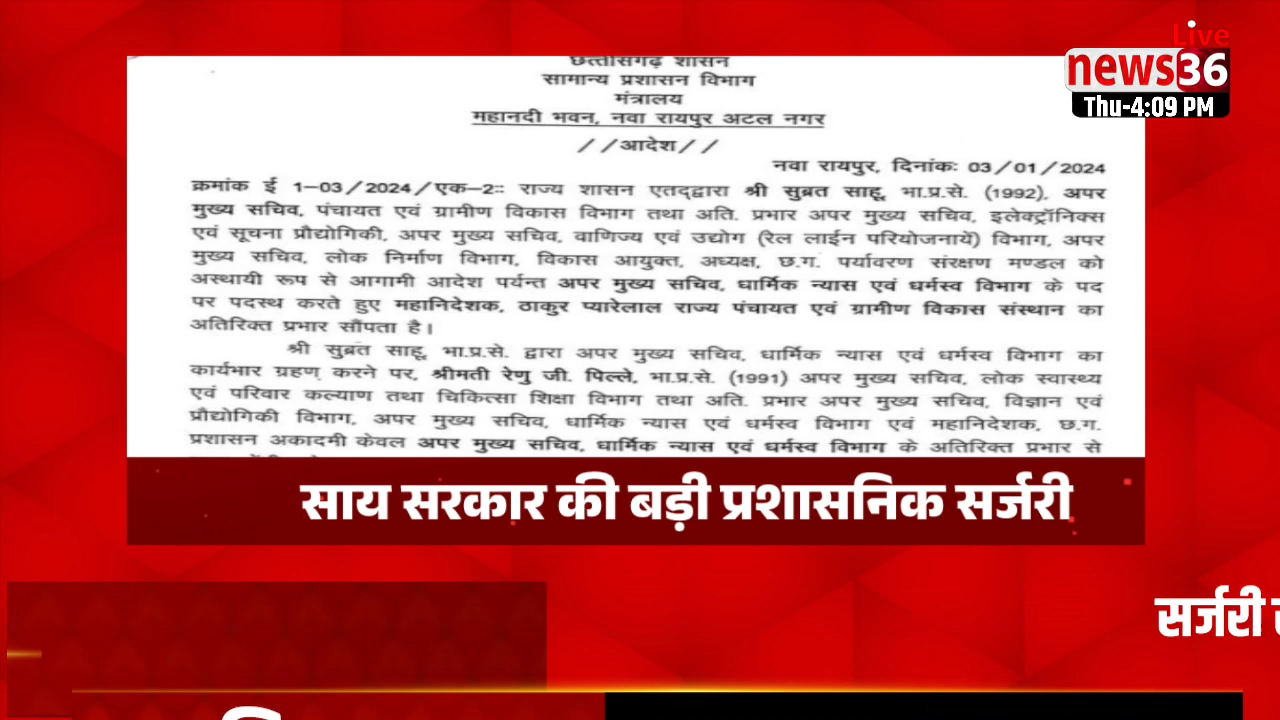 Live
news36
Thu-4:09 PM
छत्तीसगढ़ शासन
सामान्य प्रशासन विभाग
मंत्रालय
महानदी भवन, नवा रायपुर अटल नगर
//आदेश//
नवा रायपुर, दिनांकः 03/01/2024
क्रमांक ई 1–03/2024/एक–2ः राज्य शासन एतद्द्वारा श्री सुब्रत साहू, भा.प्र.से. (1992), अपर
मुख्य सचिव, पंचायत एवं ग्रामीण विकास विभाग तथा अति. प्रभार अपर मुख्य सचिव, इलेक्ट्रॉनिक्स
एवं सूचना प्रौद्योगिकी, अपर मुख्य सचिव, वाणिज्य एवं उद्योग (रेल लाईन परियोजनायें) विभाग, अपर
मुख्य सचिव, लोक निर्माण विभाग, विकास आयुक्त, अध्यक्ष, छ.ग. पर्यावरण संरक्षण मण्डल को
अस्थायी रूप से आगामी आदेश पर्यन्त अपर मुख्य सचिव, धार्मिक न्यास एवं धर्मस्व विभाग के पद
पर पदस्थ करते हुए महानिदेशक, ठाकुर प्यारेलाल राज्य पंचायत एवं ग्रामीण विकास संस्थान का
अतिरिक्त प्रभार सौंपता है।
श्री सुब्रत साहू, भा.प्र.से. द्वारा अपर मुख्य सचिव, धार्मिक न्यास एवं धर्मस्व विभाग का
कार्यभार ग्रहण करने पर, श्रीमती रेणु जी. पिल्ले, भा.प्र.से. (1991) अपर मुख्य सचिव, लोक स्वास्थ्य
एवं परिवार कल्याण तथा चिकित्सा शिक्षा विभाग तथा अति. प्रभार अपर मुख्य सचिव, विज्ञान एवं
प्रौद्योगिकी विभाग, अपर मुख्य सचिव, धार्मिक न्यास एवं धर्मस्व विभाग एवं महानिदेशक, छ.ग.
प्रशासन अकादमी केवल अपर मुख्य सचिव, धार्मिक न्यास एवं धर्मस्व विभाग के अतिरिक्त प्रभार से
साय सरकार की बड़ी प्रशासनिक सर्जरी
सर्जरी